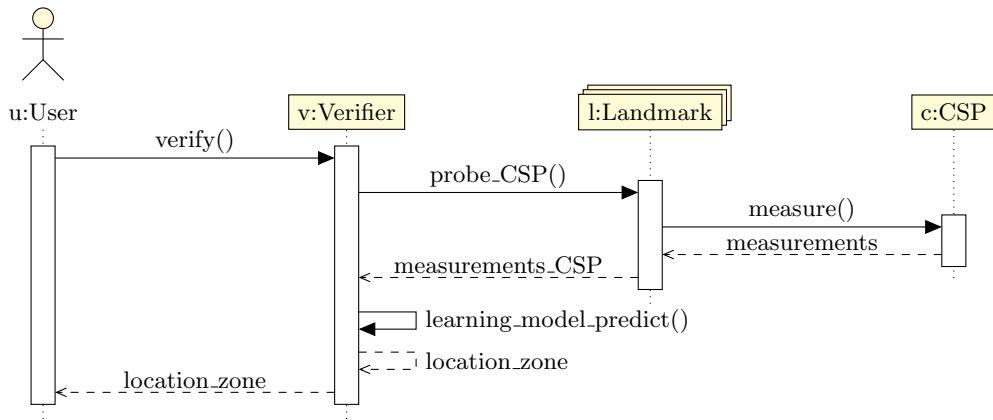 u:User
v:Verifier
l:Landmark
c:CSP
verify()
probe_CSP()
measure()
measurements
measurements_CSP
learning_model_predict()
location_zone
location_zone